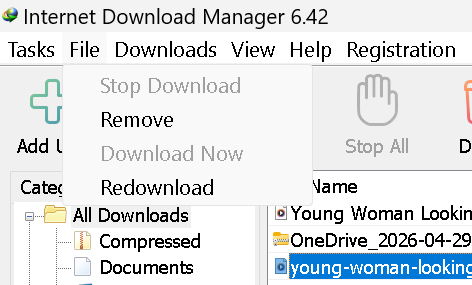 Internet Download Manager 6.42
Tasks File Downloads View Help Registration
Stop Download
Remove
Download Now
Redownload
Add U
Stop All
D
Categ
Name
All Downloads
Young Woman Lookin
Compressed
OneDrive_2026-04-29
Documents
young-woman-looking